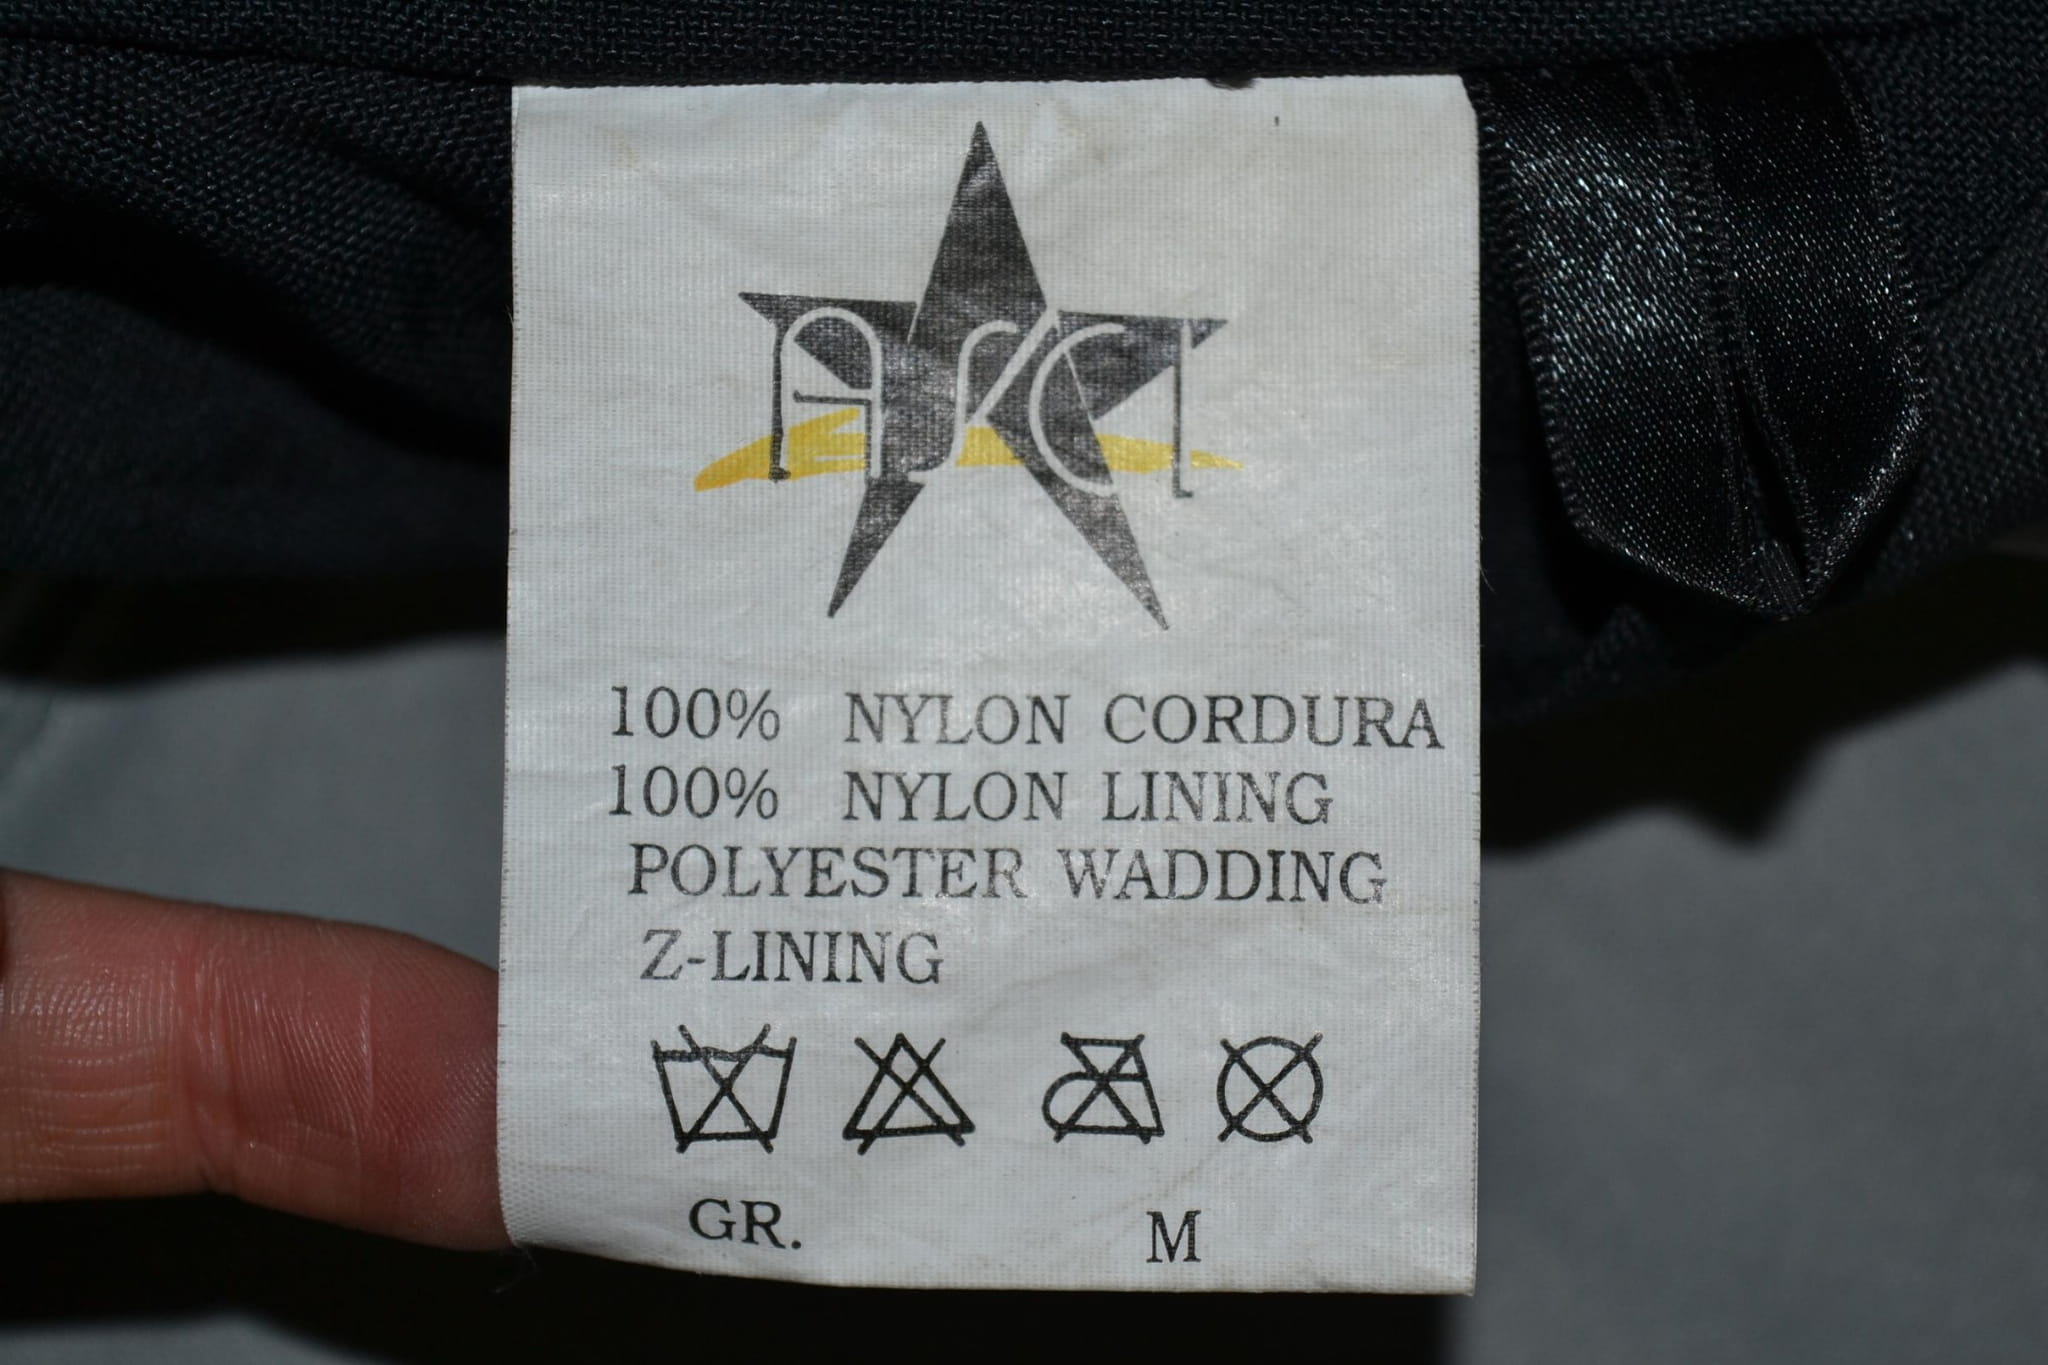 100% NYLON CORDURA
100% NYLON LINING
POLYESTER WADDING
Z-LINING
GR. M